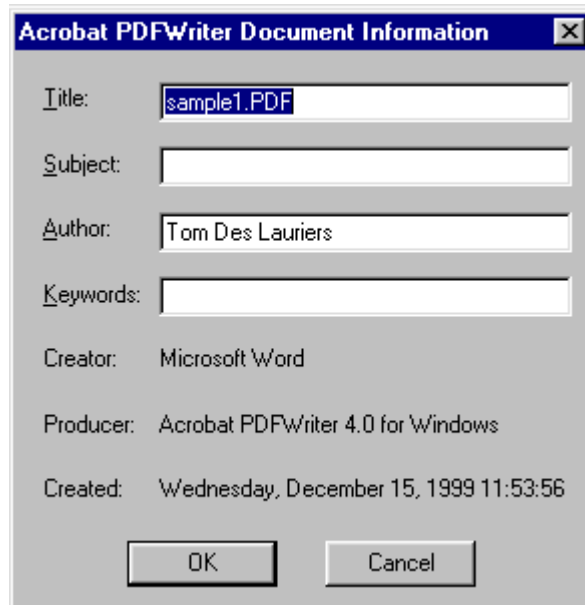 Acrobat PDFWriter Document Information
Title: sample1.PDF
Subject:
Author: Tom Des Lauriers
Keywords:
Creator: Microsoft Word
Producer: Acrobat PDFWriter 4.0 for Windows
Created: Wednesday, December 15, 1999 11:53:56
OK Cancel